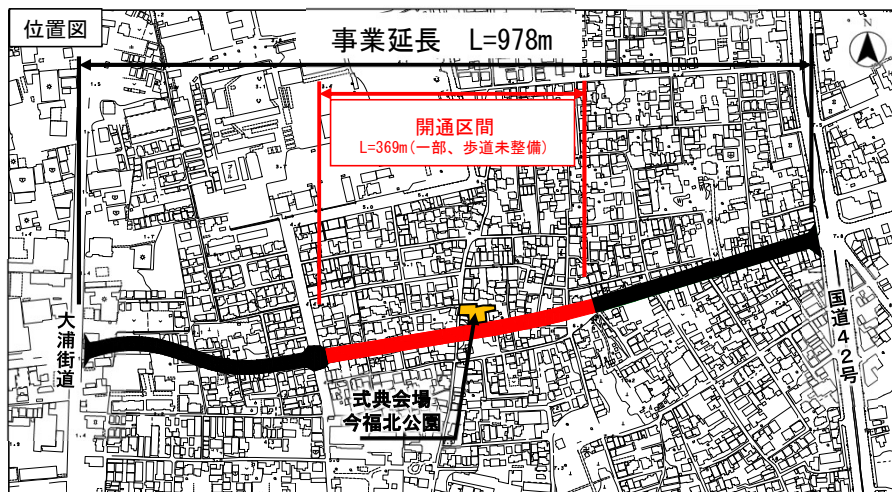 位置図
事業延長 L=978m
N
開通区間
L=369m(一部、歩道未整備)
大浦街道
国道42号
式典会場
今福北公園